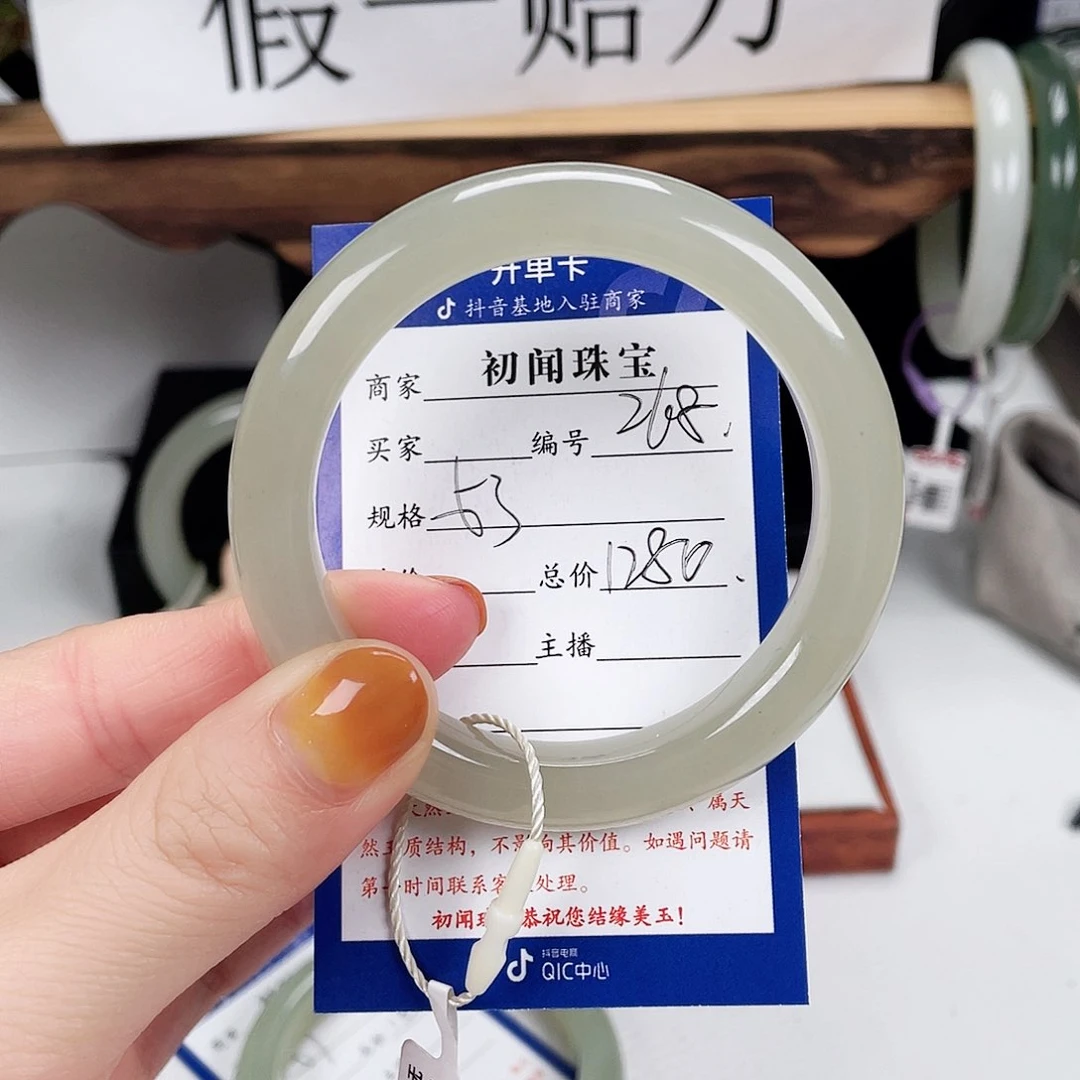 假一赔万
开单卡
抖音基地入驻商家
商家 初闻珠宝
买家 编号 268
规格 53
总价 1280
主播
属天
然玉质结构，不影响其价值。如遇问题请
第一时间联系客服处理。
初闻珠宝恭祝您结缘美玉！
抖音电商
QIC中心